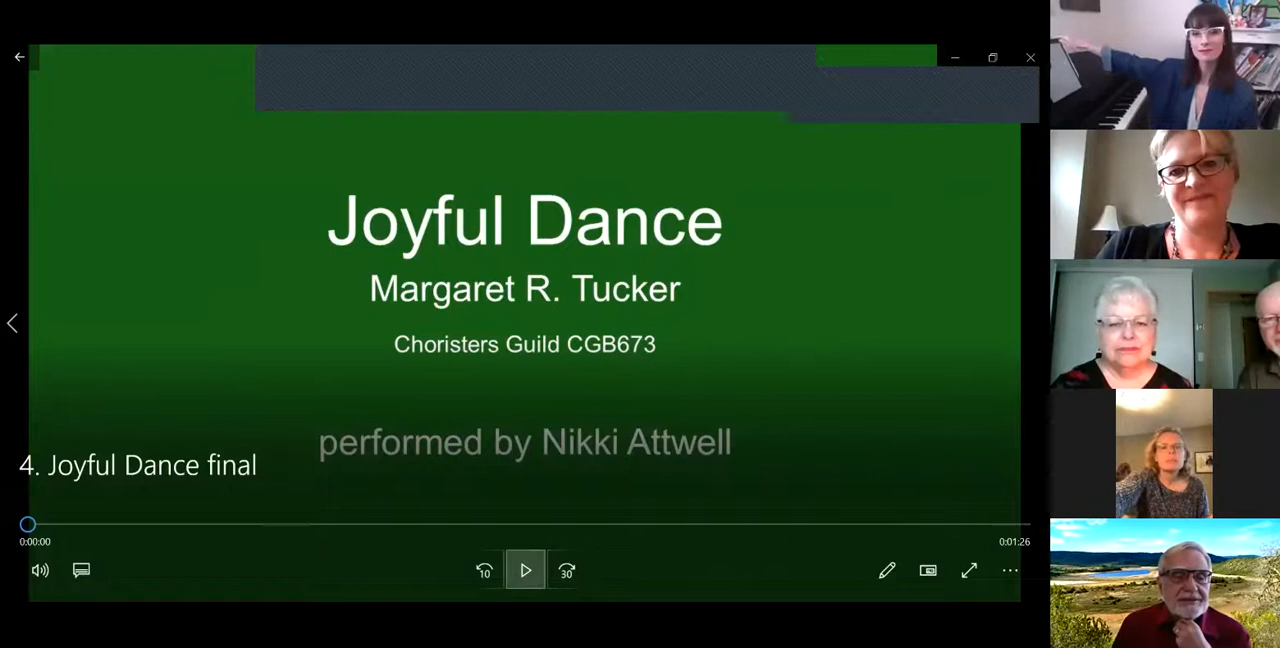 Joyful Dance
Margaret R. Tucker
Choristers Guild CGB673
performed by Nikki Attwell
4. Joyful Dance final
0:00:00
0:01:26
10
30